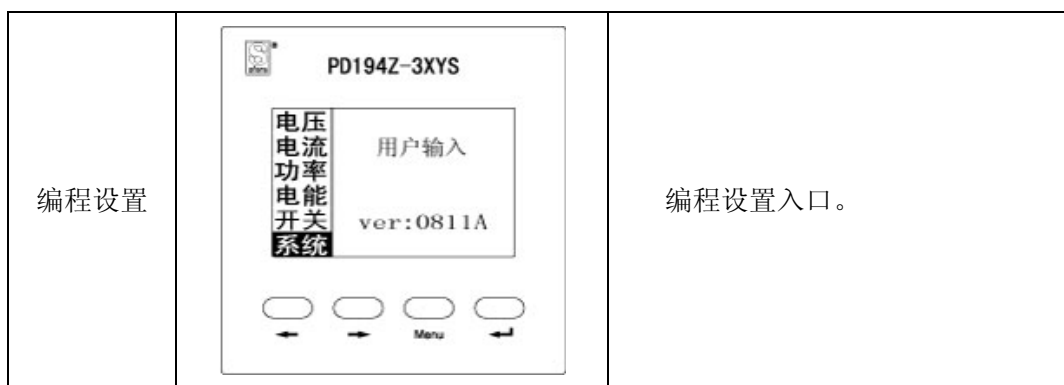 编程设置
PD194Z-3XYS
电压
电流
功率
电能
开关
系统
用户输入
ver:0811A
Menu
编程设置入口。